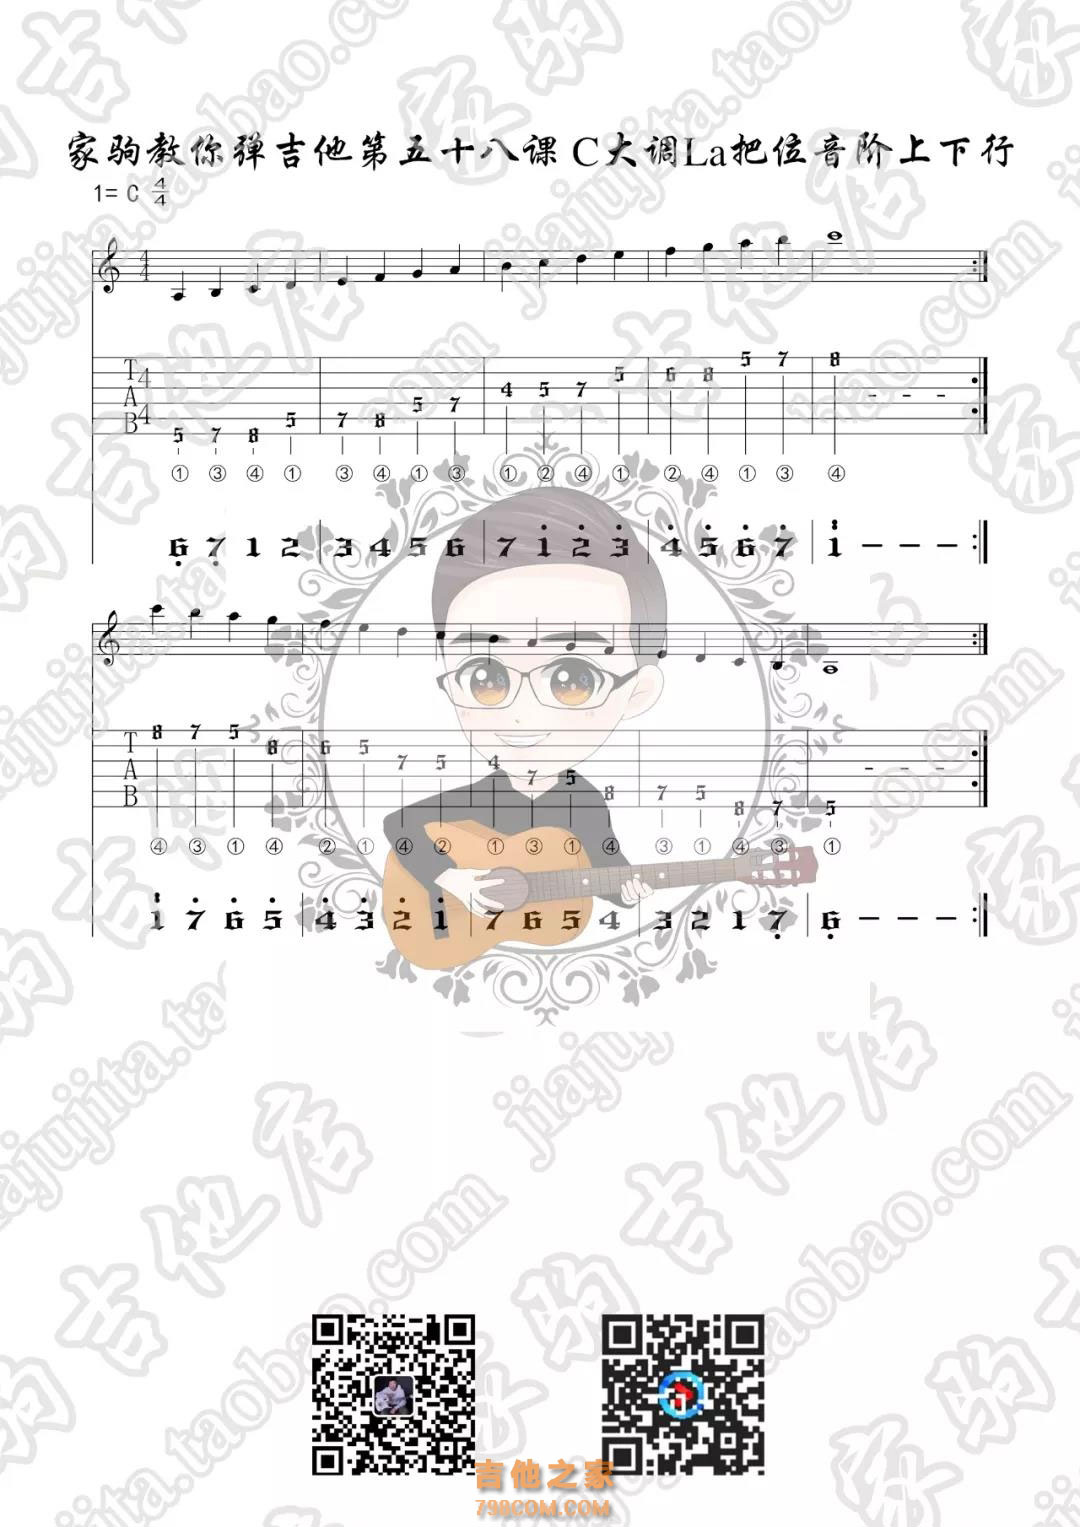 家驹教你弹吉他第五十八课 C大调La把位音阶上下行
1= C 4/4
4
4
T
A
B
4
4
5 7 8 5 7 8 5 7 4 5 7 5 6 8 5 7 8 - - -
① ③ ④ ① ③ ④ ① ③ ① ② ④ ① ② ④ ① ③ ④
6 7 1 2 3 4 5 6 7 1 2 3 4 5 6 7 1 — — —
T
A
B
8 7 5 8 6 5 7 5 4 7 5 8 7 5 8 7 5 - - -
④ ③ ① ④ ② ① ④ ② ① ③ ① ④ ③ ① ④ ③ ①
1 7 6 5 4 3 2 1 7 6 5 4 3 2 1 7 6 — — —
家驹吉他店
jiajujita.taobao.com
吉他之家
798COM.COM